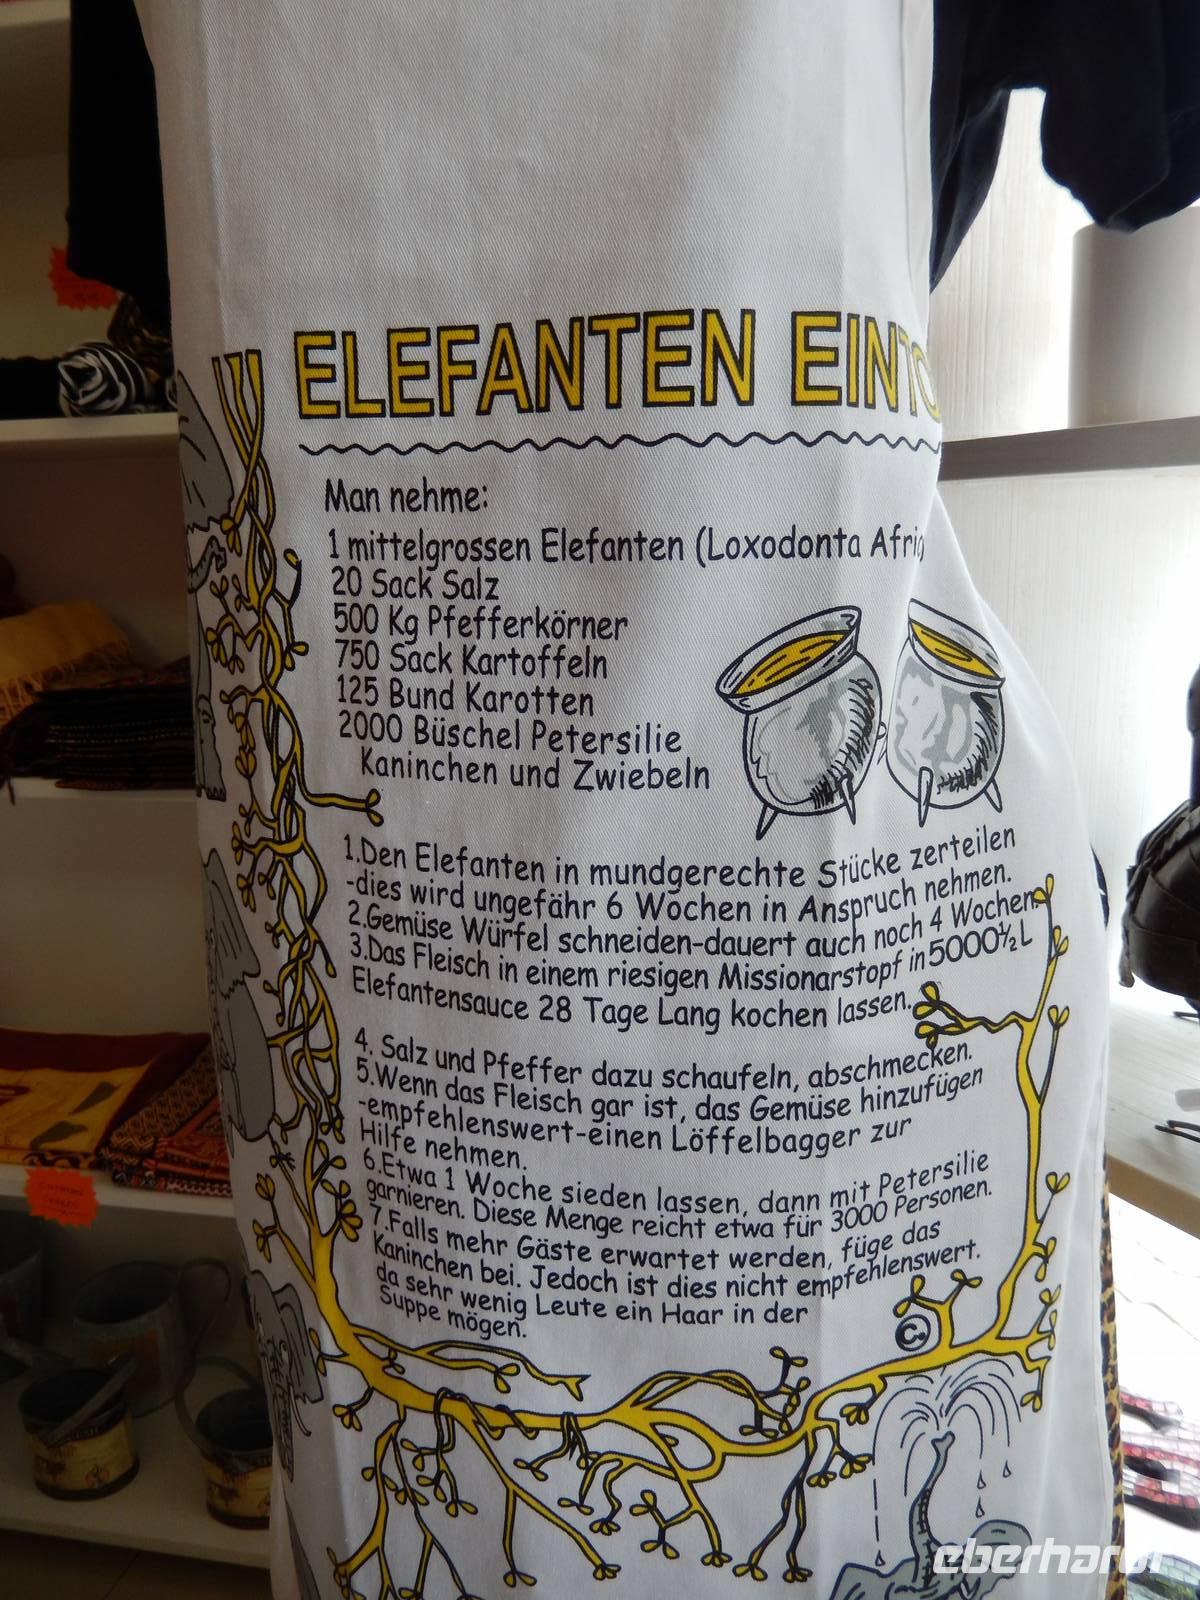 ELEFANTEN EINTO
Man nehme:
1 mittelgrossen Elefanten (Loxodonta Afric
20 Sack Salz
500 Kg Pfefferkörner
750 Sack Kartoffeln
125 Bund Karotten
2000 Büschel Petersilie
Kaninchen und Zwiebeln
1.Den Elefanten in mundgerechte Stücke zerteilen
-dies wird ungefähr 6 Wochen in Anspruch nehmen.
2.Gemüse Würfel schneiden-dauert auch noch 4 Wochen
3.Das Fleisch in einem riesigen Missionarstopf in 5000½ L
Elefantensauce 28 Tage Lang kochen lassen.
4. Salz und Pfeffer dazu schaufeln, abschmecken.
5.Wenn das Fleisch gar ist, das Gemüse hinzufügen
-empfehlenswert-einen Löffelbagger zur
Hilfe nehmen.
6.Etwa 1 Woche sieden lassen, dann mit Petersilie
garnieren. Diese Menge reicht etwa für 3000 Personen.
7.Falls mehr Gäste erwartet werden, füge das
Kaninchen bei. Jedoch ist dies nicht empfehlenswert.
da sehr wenig Leute ein Haar in der
Suppe mögen.
eberhardt